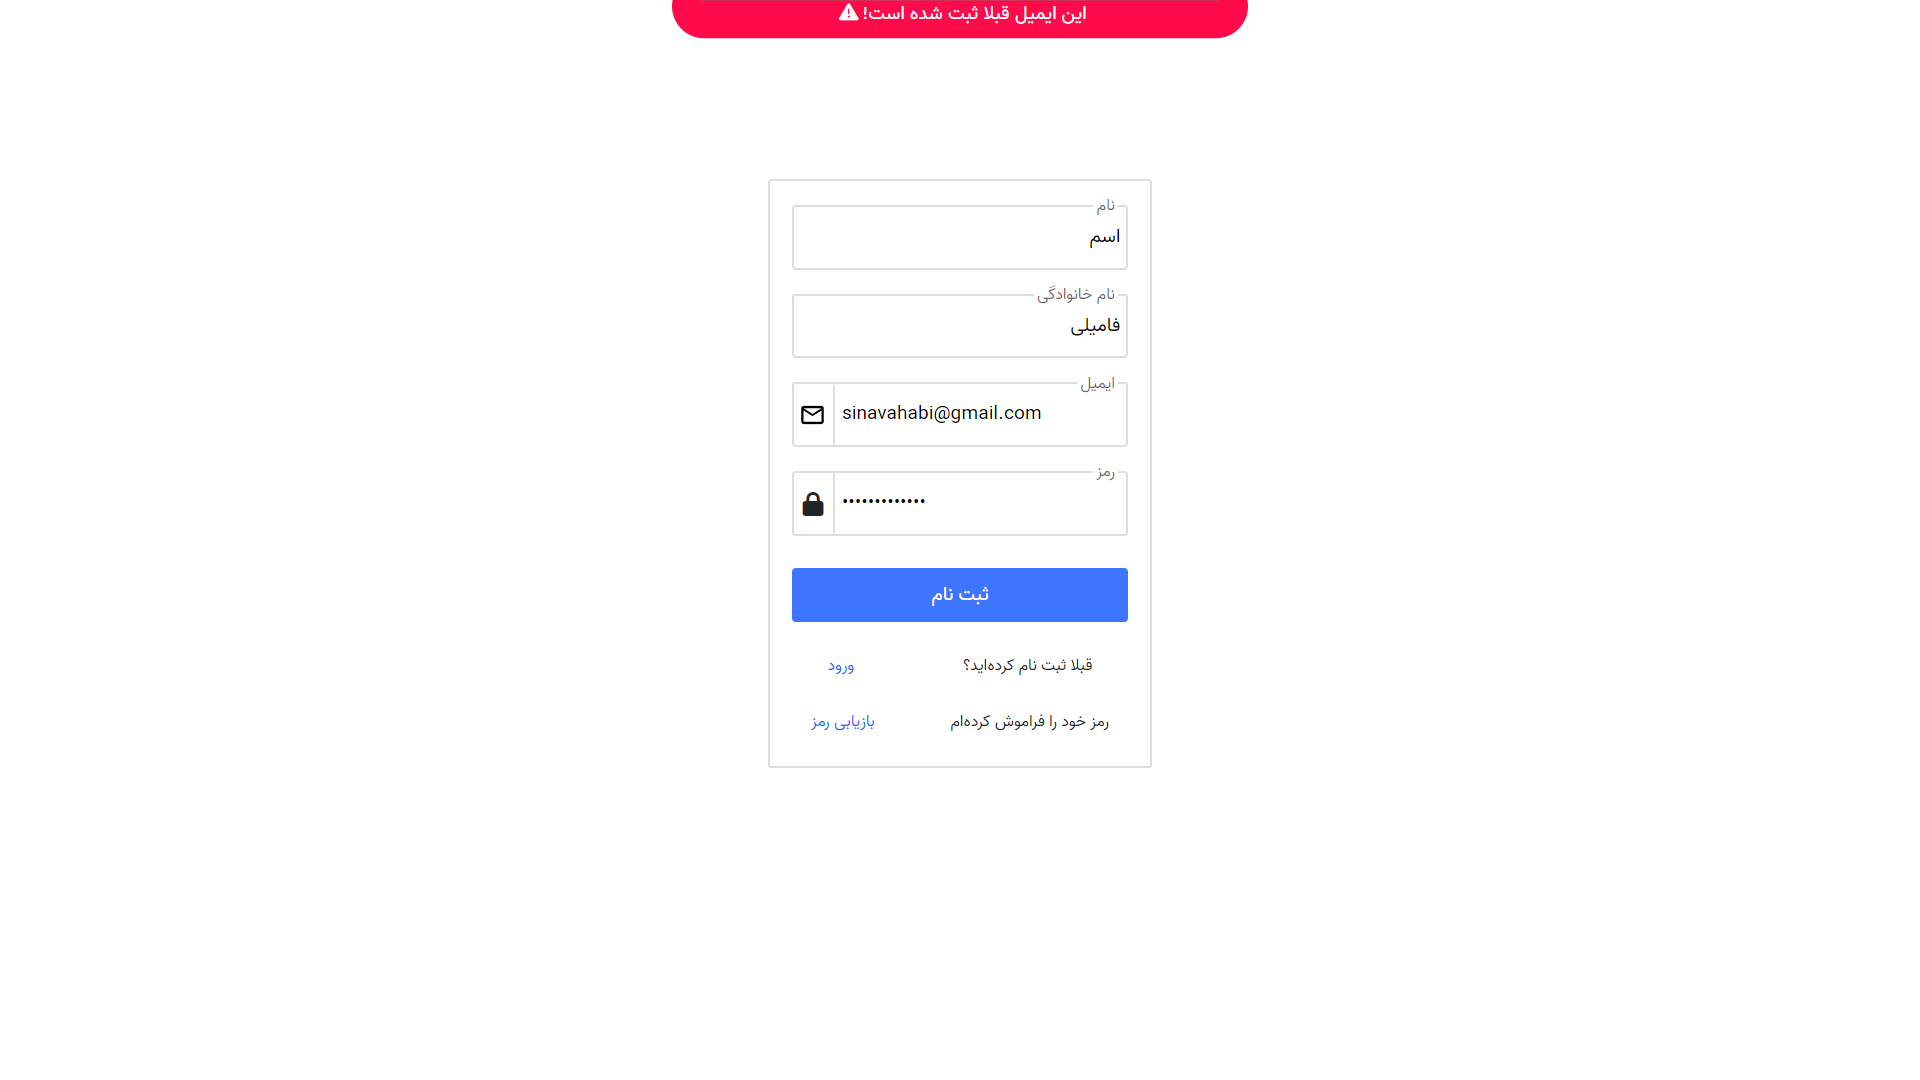 این ایمیل قبلا ثبت شده است!
نام
اسم
نام خانوادگی
فامیلی
ایمیل
sinavahabi@gmail.com
رمز
•••••••••••••
ثبت نام
قبلا ثبت نام کرده‌اید؟ ورود
رمز خود را فراموش کرده‌ام بازیابی رمز